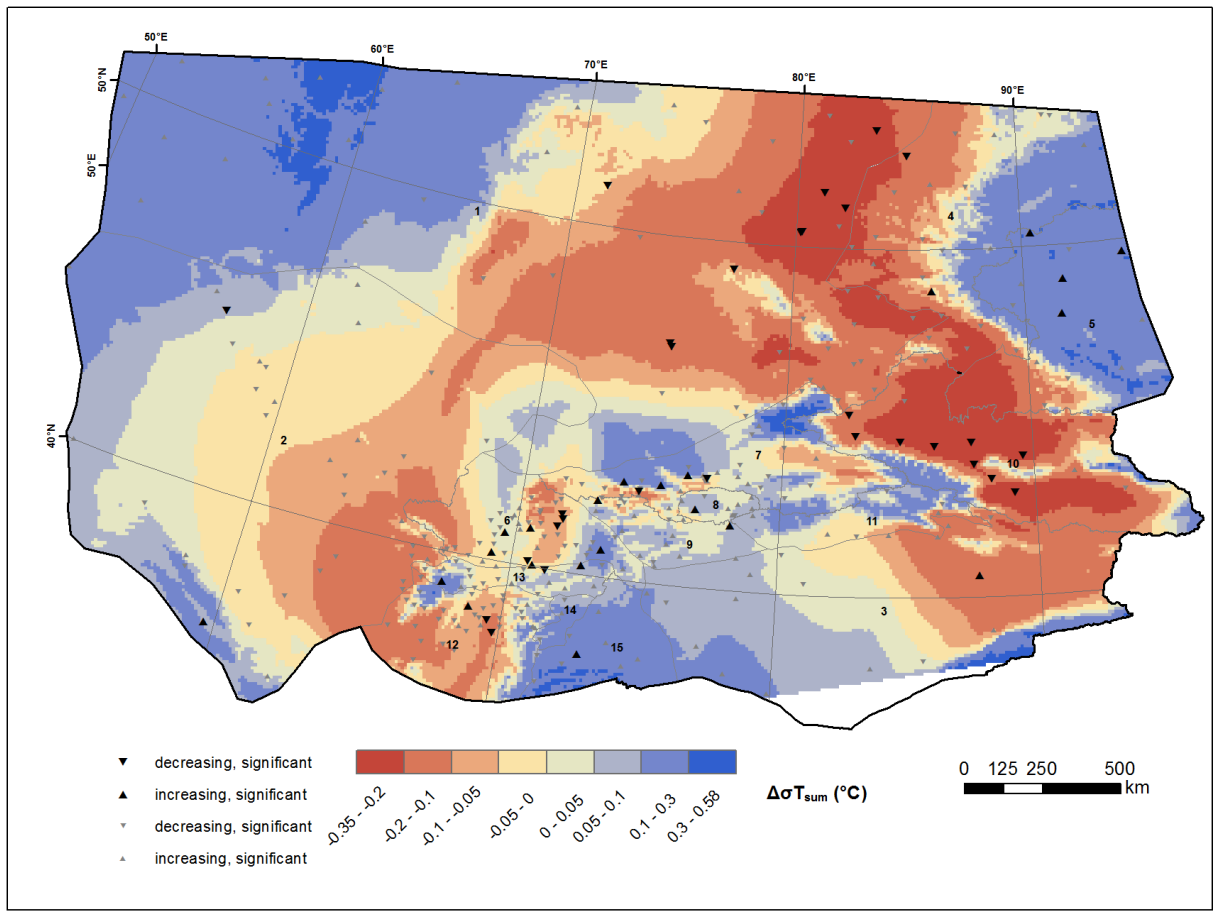 50°E
60°E
70°E
80°E
90°E
50°N
50°E
40°N
1
4
5
2
7
10
8
6
11
9
13
3
14
12
15
decreasing, significant
increasing, significant
decreasing, significant
increasing, significant
-0.35 - -0.2
-0.2 - -0.1
-0.1 - -0.05
-0.05 - 0
0 - 0.05
0.05 - 0.1
0.1 - 0.3
0.3 - 0.58
ΔσTsum (°C)
0 125 250 500
km